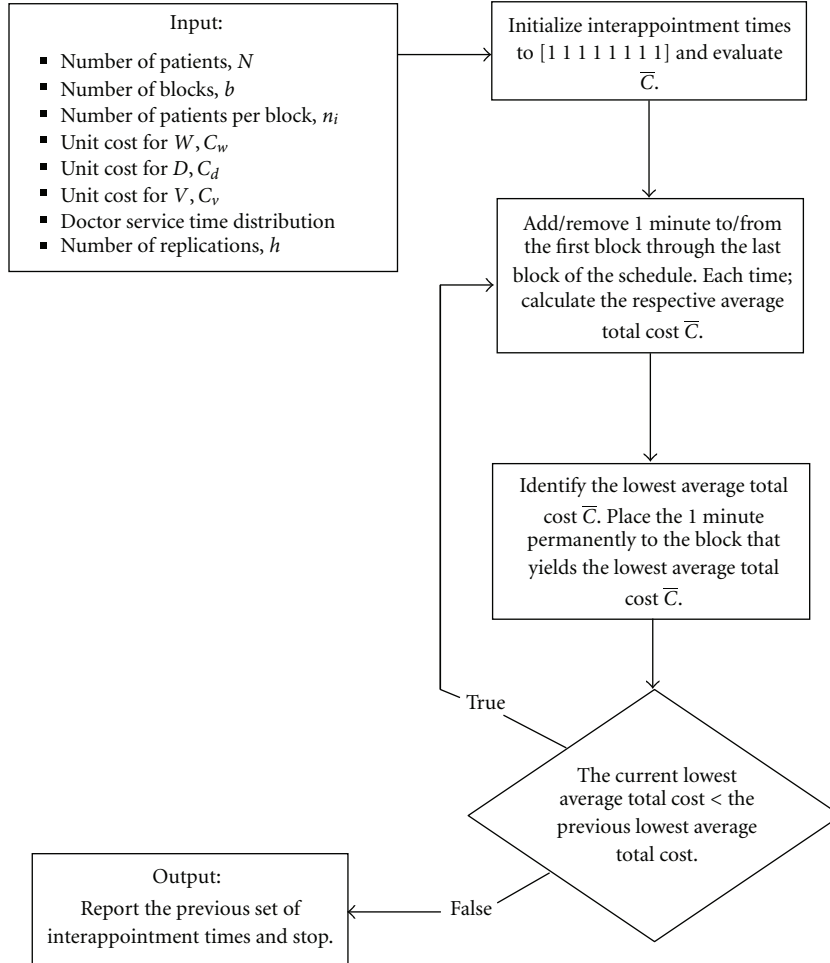 Input:
▪ Number of patients, N
▪ Number of blocks, b
▪ Number of patients per block, nᵢ
▪ Unit cost for W, C_w
▪ Unit cost for D, C_d
▪ Unit cost for V, C_v
▪ Doctor service time distribution
▪ Number of replications, h
Initialize interappointment times
to [1 1 1 1 1 1 1 1] and evaluate
C̅.
Add/remove 1 minute to/from
the first block through the last
block of the schedule. Each time;
calculate the respective average
total cost C̅.
Identify the lowest average total
cost C̅. Place the 1 minute
permanently to the block that
yields the lowest average total
cost C̅.
True
The current lowest
average total cost < the
previous lowest average
total cost.
False
Output:
Report the previous set of
interappointment times and stop.